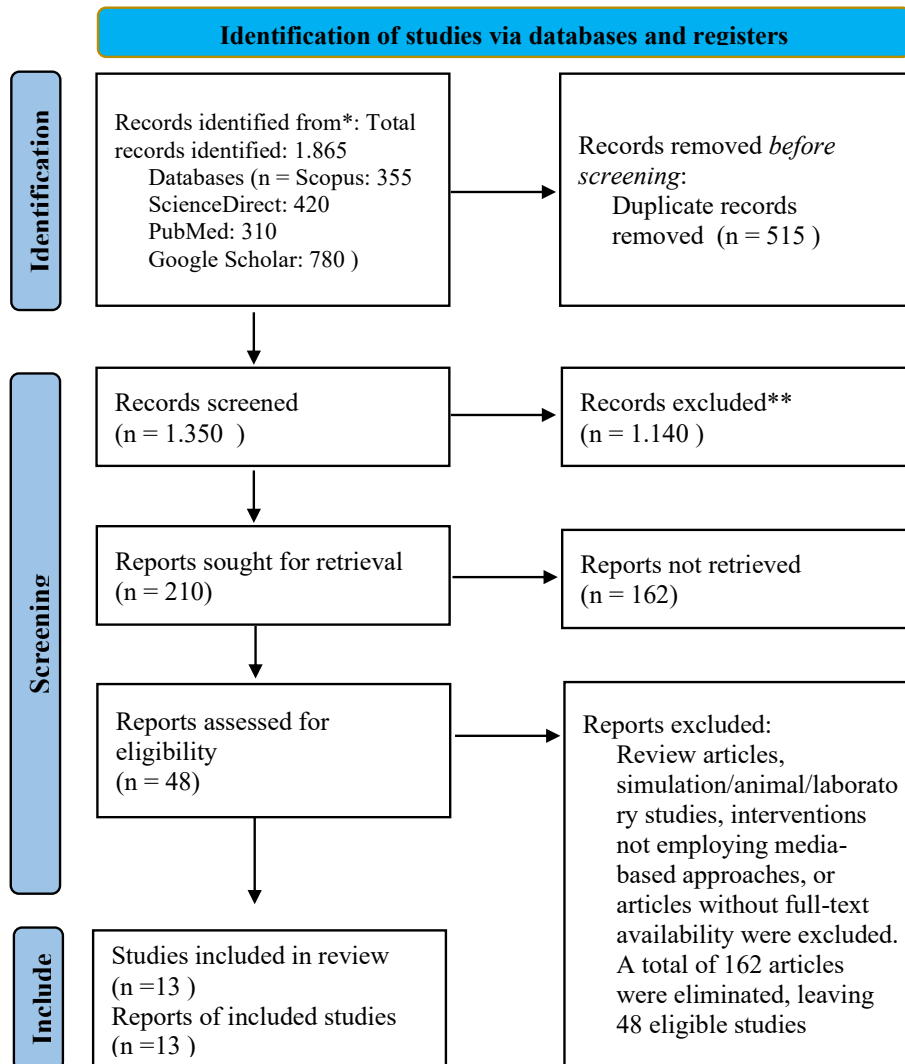 Identification of studies via databases and registers
Identification
Records identified from*: Total
records identified: 1.865
Databases (n = Scopus: 355
ScienceDirect: 420
PubMed: 310
Google Scholar: 780 )
Records removed before
screening:
Duplicate records
removed (n = 515 )
Screening
Records screened
(n = 1.350 )
Records excluded**
(n = 1.140 )
Reports sought for retrieval
(n = 210)
Reports not retrieved
(n = 162)
Reports assessed for
eligibility
(n = 48)
Reports excluded:
Review articles,
simulation/animal/laborato
ry studies, interventions
not employing media-
based approaches, or
articles without full-text
availability were excluded.
A total of 162 articles
were eliminated, leaving
48 eligible studies
Include
Studies included in review
(n =13 )
Reports of included studies
(n =13 )